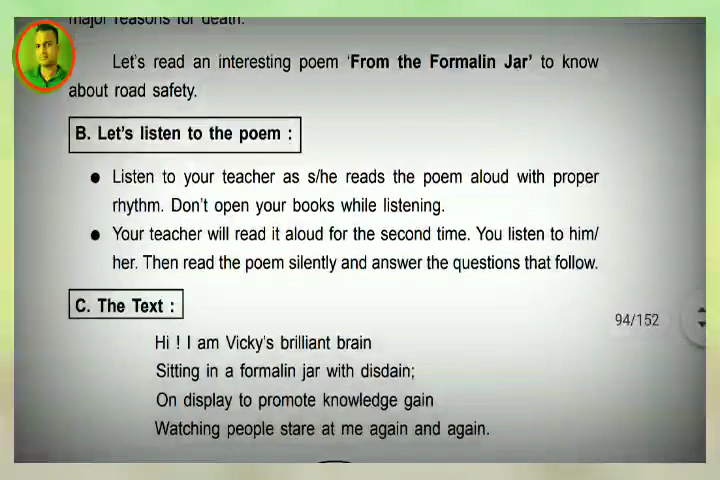 major reasons for death.
Let's read an interesting poem 'From the Formalin Jar' to know
about road safety.
B. Let's listen to the poem :
● Listen to your teacher as s/he reads the poem aloud with proper
rhythm. Don't open your books while listening.
● Your teacher will read it aloud for the second time. You listen to him/
her. Then read the poem silently and answer the questions that follow.
C. The Text :
94/152
Hi ! I am Vicky's brilliant brain
Sitting in a formalin jar with disdain;
On display to promote knowledge gain
Watching people stare at me again and again.